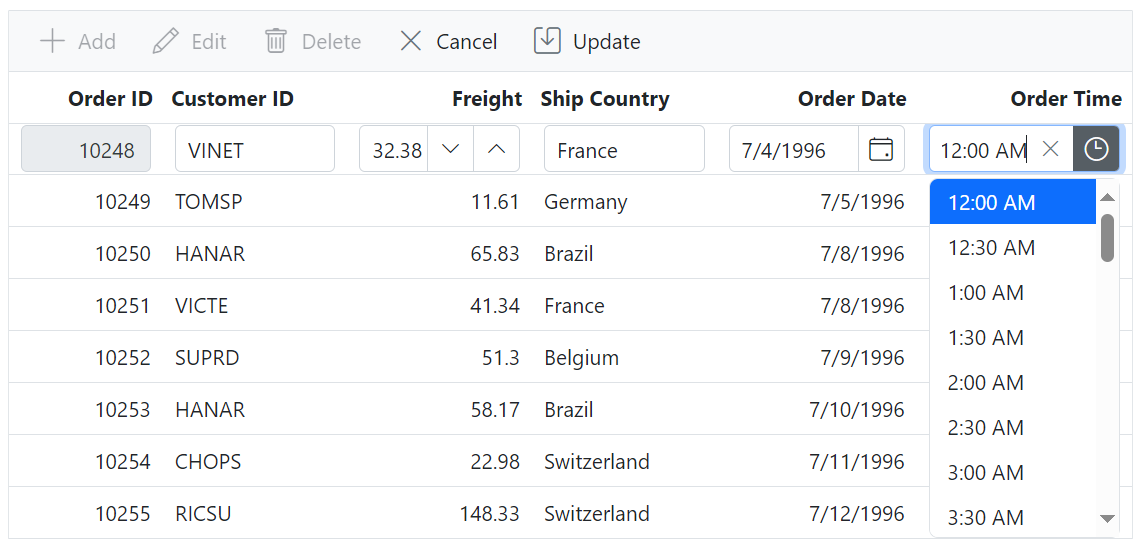 Add Edit Delete Cancel Update
Order ID Customer ID Freight Ship Country Order Date Order Time
10248 VINET 32.38 France 7/4/1996 12:00 AM
10249 TOMSP 11.61 Germany 7/5/1996 12:00 AM
10250 HANAR 65.83 Brazil 7/8/1996 12:30 AM
10251 VICTE 41.34 France 7/8/1996 1:00 AM
1:30 AM
10252 SUPRD 51.3 Belgium 7/9/1996 2:00 AM
10253 HANAR 58.17 Brazil 7/10/1996 2:30 AM
10254 CHOPS 22.98 Switzerland 7/11/1996 3:00 AM
10255 RICSU 148.33 Switzerland 7/12/1996 3:30 AM